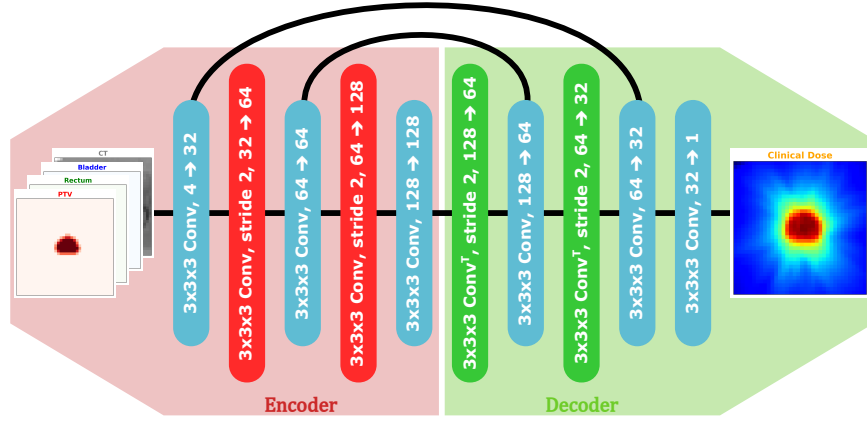 CT
Bladder
Rectum
PTV
3x3x3 Conv, 4 → 32
3x3x3 Conv, stride 2, 32 → 64
3x3x3 Conv, 64 → 64
3x3x3 Conv, stride 2, 64 → 128
3x3x3 Conv, 128 → 128
3x3x3 Convᵀ, stride 2, 128 → 64
3x3x3 Conv, 128 → 64
3x3x3 Convᵀ, stride 2, 64 → 32
3x3x3 Conv, 64 → 32
3x3x3 Conv, 32 → 1
Clinical Dose
Encoder
Decoder